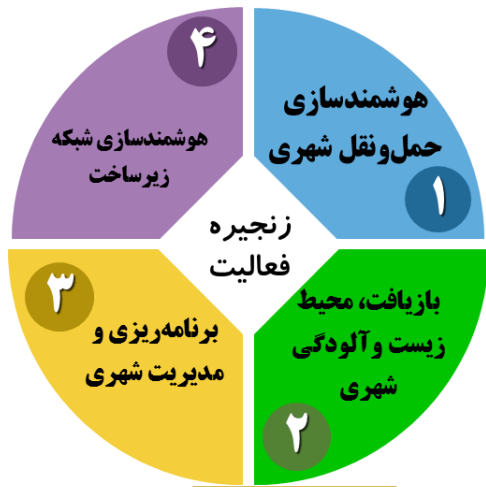 زنجیره
فعالیت
هوشمندسازی
حمل‌ونقل شهری
۱
بازیافت، محیط
زیست و آلودگی
شهری
۲
۳
برنامه‌ریزی و
مدیریت شهری
۴
هوشمندسازی شبکه
زیرساخت